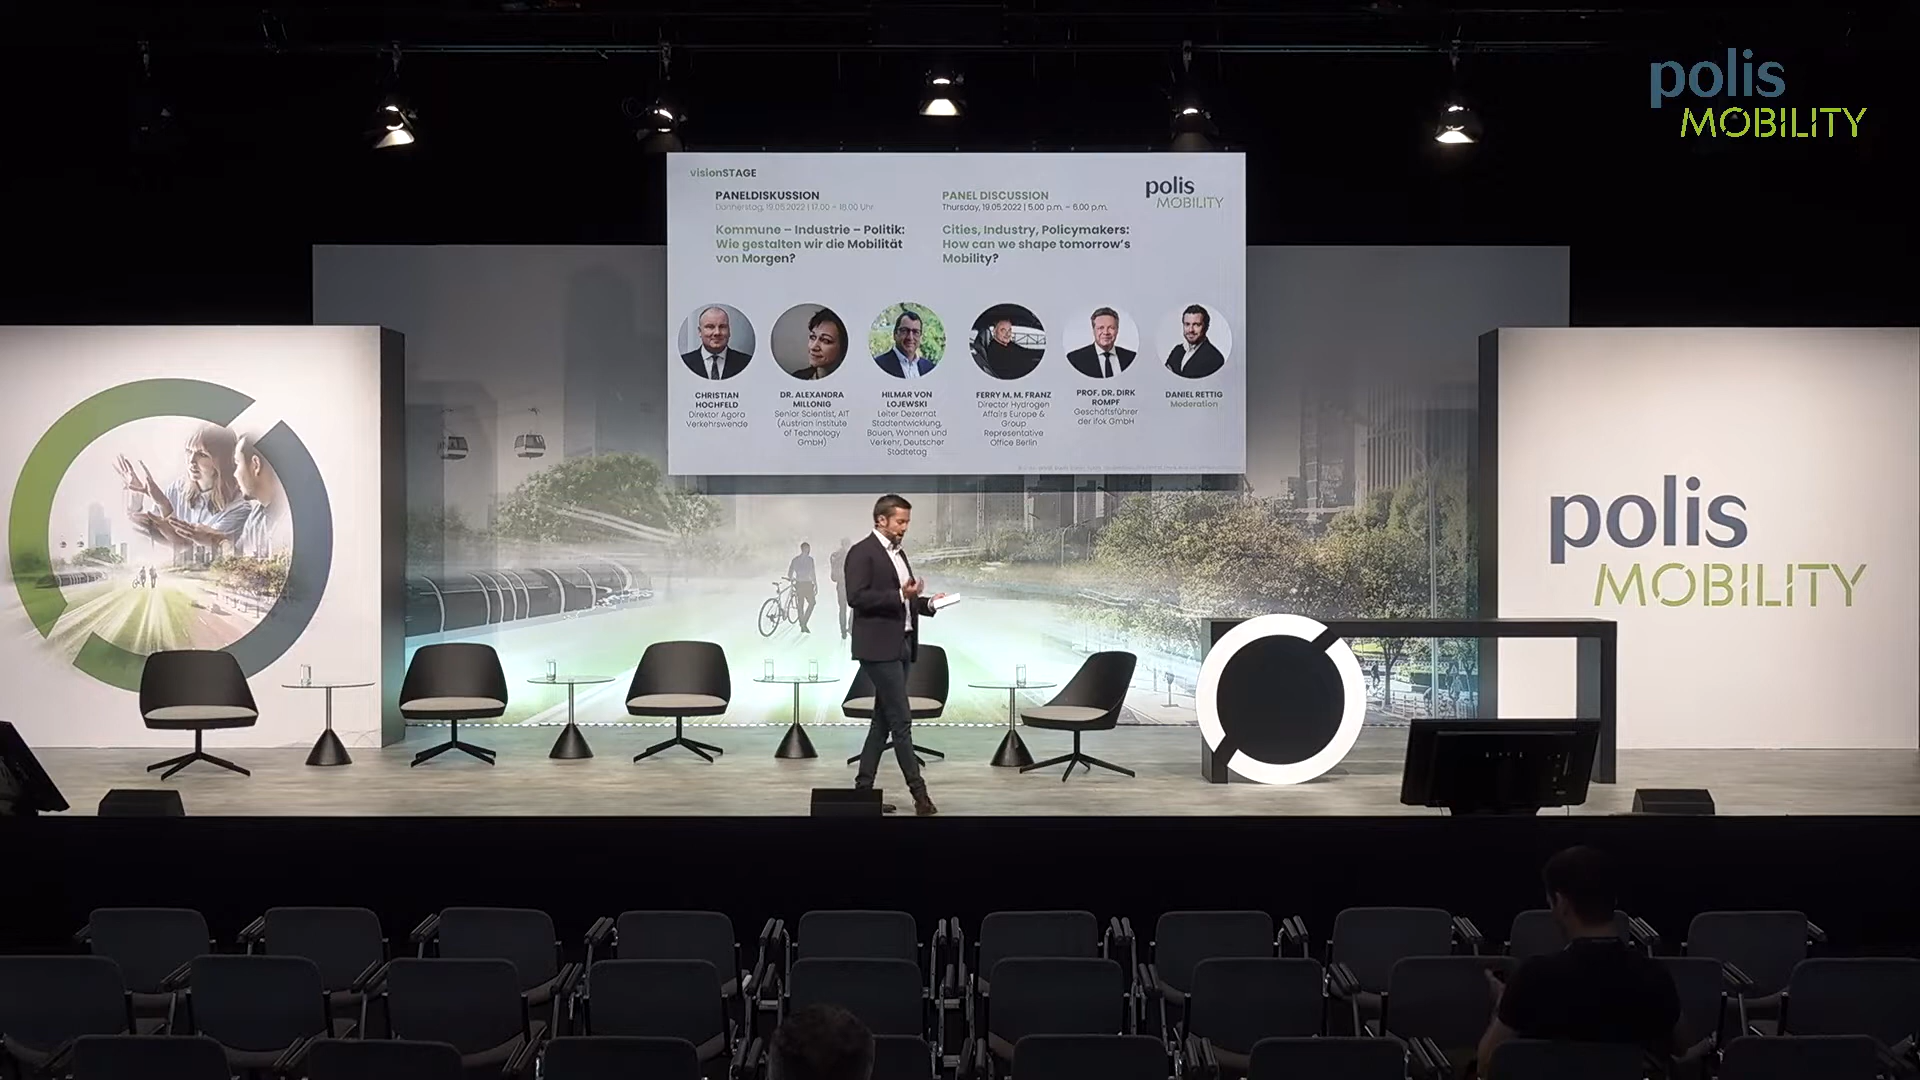 polis
MOBILITY
visionSTAGE
PANELDISKUSSION
Donnerstag, 19.05.2022 | 17.00 – 18.00 Uhr
Kommune – Industrie – Politik:
Wie gestalten wir die Mobilität
von Morgen?
PANEL DISCUSSION
Thursday, 19.05.2022 | 5.00 p.m. – 6.00 p.m.
Cities, Industry, Policymakers:
How can we shape tomorrow's
Mobility?
polis
MOBILITY
CHRISTIAN
HOCHFELD
Direktor Agora
Verkehrswende
DR. ALEXANDRA
MILLONIG
Senior Scientist, AIT
(Austrian Institute
of Technology
GmbH)
HILMAR VON
LOJEWSKI
Leiter Dezernat
Stadtentwicklung,
Bauen, Wohnen und
Verkehr, Deutscher
Städtetag
FERRY M. M. FRANZ
Director Hydrogen
Affairs Europe &
Group
Representative
Office Berlin
PROF. DR. DIRK
ROMPF
Geschäftsführer
der ifok GmbH
DANIEL RETTIG
Moderation
polis
MOBILITY